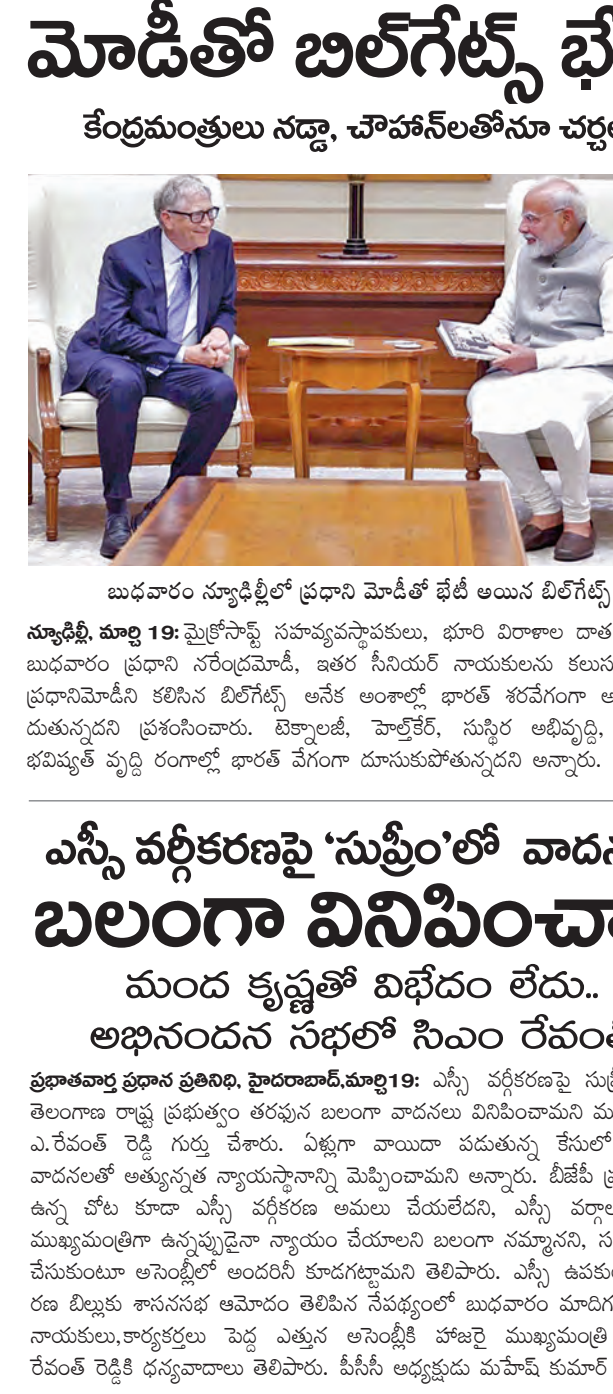 మోడీతో బిల్‌గేట్స్
కేంద్రమంత్రులు నడ్డా, చౌహాన్‌లతోనూ
బుధవారం న్యూఢిల్లీలో ప్రధాని మోడీతో భేటీ అయిన బిల్‌గేట్స్
న్యూఢిల్లీ, మార్చి 19: మైక్రోసాఫ్ట్ సహవ్యవస్థాపకులు, భూరి విరాళాల దాత
బుధవారం ప్రధాని నరేంద్రమోడీ, ఇతర సీనియర్ నాయకులను
ప్రధానిమోడీని కలిసిన బిల్‌గేట్స్ అనేక అంశాల్లో భారత్ శరవేగంగా
దుతున్నదని ప్రశంసించారు. టెక్నాలజీ, హెల్త్‌కేర్, సుస్థిర అభివృద్ధి,
భవిష్యత్ వృద్ది రంగాల్లో భారత్ వేగంగా దూసుకుపోతున్నదని అన్నారు.
ఎస్సీ వర్గీకరణపై ‘సుప్రీం’లో
బలంగా
మంద కృష్ణతో విభేదం లేదు..
అభినందన సభలో సిఎం
ప్రభాతవార్త ప్రధాన ప్రతినిధి, హైదరాబాద్,మార్చి19: ఎస్సీ వర్గీకరణపై
తెలంగాణ రాష్ట్ర ప్రభుత్వం తరఫున బలంగా వాదనలు వినిపించామని
ఎ.రేవంత్ రెడ్డి గుర్తు చేశారు. ఏళ్లుగా వాయిదా పడుతున్న కేసులో
వాదనలతో అత్యున్నత న్యాయస్థానాన్ని మెప్పించామని అన్నారు. బీజేపీ
ఉన్న చోట కూడా ఎస్సీ వర్గీకరణ అమలు చేయలేదని, ఎస్సీ
ముఖ్యమంత్రిగా ఉన్నప్పుడైనా న్యాయం చేయాలని బలంగా నమ్మానని,
చేసుకుంటూ అసెంబ్లీలో అందరినీ కూడగట్టామని తెలిపారు. ఎస్సీ
రణ బిల్లుకు శాసనసభ ఆమోదం తెలిపిన నేపథ్యంలో బుధవారం
నాయకులు,కార్యకర్తలు పెద్ద ఎత్తున అసెంబ్లీకి హాజరై ముఖ్యమంత్రి
రేవంత్ రెడ్డికి ధన్యవాదాలు తెలిపారు. పీసీసీ అధ్యక్షుడు మహేష్ కుమార్